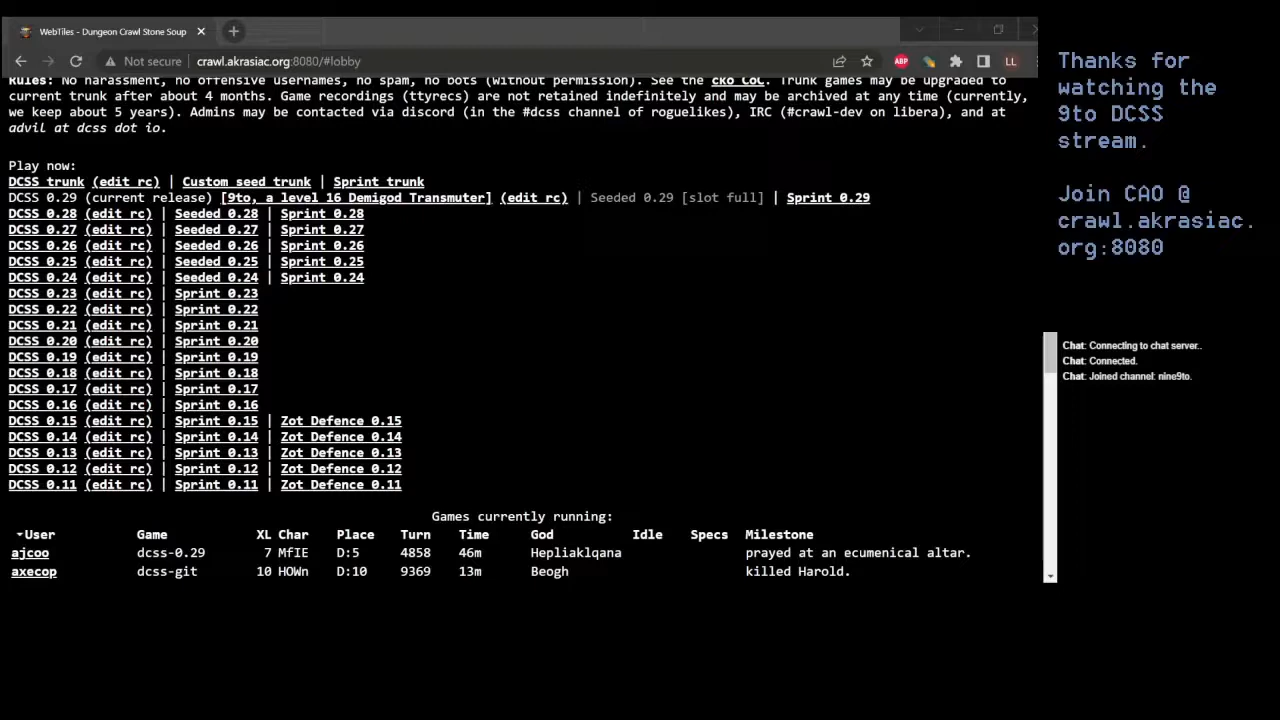 WebTiles - Dungeon Crawl Stone Soup
Not secure | crawl.akrasiac.org:8080/#lobby
ABP
LL
Rules: No harassment, no offensive usernames, no spam, no bots (without permission). See the cko CoC. Trunk games may be upgraded to
current trunk after about 4 months. Game recordings (ttyrecs) are not retained indefinitely and may be archived at any time (currently,
we keep about 5 years). Admins may be contacted via discord (in the #dcss channel of roguelikes), IRC (#crawl-dev on libera), and at
advil at dcss dot io.
Play now:
DCSS trunk (edit rc) | Custom seed trunk | Sprint trunk
DCSS 0.29 (current release) [9to, a level 16 Demigod Transmuter] (edit rc) | Seeded 0.29 [slot full] | Sprint 0.29
DCSS 0.28 (edit rc) | Seeded 0.28 | Sprint 0.28
DCSS 0.27 (edit rc) | Seeded 0.27 | Sprint 0.27
DCSS 0.26 (edit rc) | Seeded 0.26 | Sprint 0.26
DCSS 0.25 (edit rc) | Seeded 0.25 | Sprint 0.25
DCSS 0.24 (edit rc) | Seeded 0.24 | Sprint 0.24
DCSS 0.23 (edit rc) | Sprint 0.23
DCSS 0.22 (edit rc) | Sprint 0.22
DCSS 0.21 (edit rc) | Sprint 0.21
DCSS 0.20 (edit rc) | Sprint 0.20
DCSS 0.19 (edit rc) | Sprint 0.19
DCSS 0.18 (edit rc) | Sprint 0.18
DCSS 0.17 (edit rc) | Sprint 0.17
DCSS 0.16 (edit rc) | Sprint 0.16
DCSS 0.15 (edit rc) | Sprint 0.15 | Zot Defence 0.15
DCSS 0.14 (edit rc) | Sprint 0.14 | Zot Defence 0.14
DCSS 0.13 (edit rc) | Sprint 0.13 | Zot Defence 0.13
DCSS 0.12 (edit rc) | Sprint 0.12 | Zot Defence 0.12
DCSS 0.11 (edit rc) | Sprint 0.11 | Zot Defence 0.11
Games currently running:
User Game XL Char Place Turn Time God Idle Specs Milestone
ajcoo dcss-0.29 7 MfIE D:5 4858 46m Hepliaklqana prayed at an ecumenical altar.
axecop dcss-git 10 HOWn D:10 9369 13m Beogh killed Harold.
Thanks for
watching the
9to DCSS
stream.
Join CAO @
crawl.akrasiac.
org:8080
Chat: Connecting to chat server..
Chat: Connected.
Chat: Joined channel: nine9to.